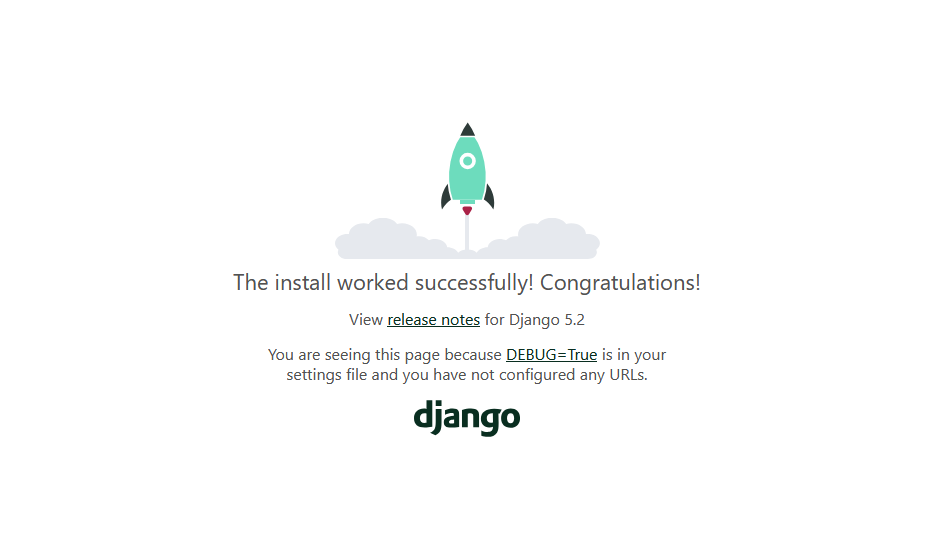 The install worked successfully! Congratulations!
View release notes for Django 5.2
You are seeing this page because DEBUG=True is in your
settings file and you have not configured any URLs.
django